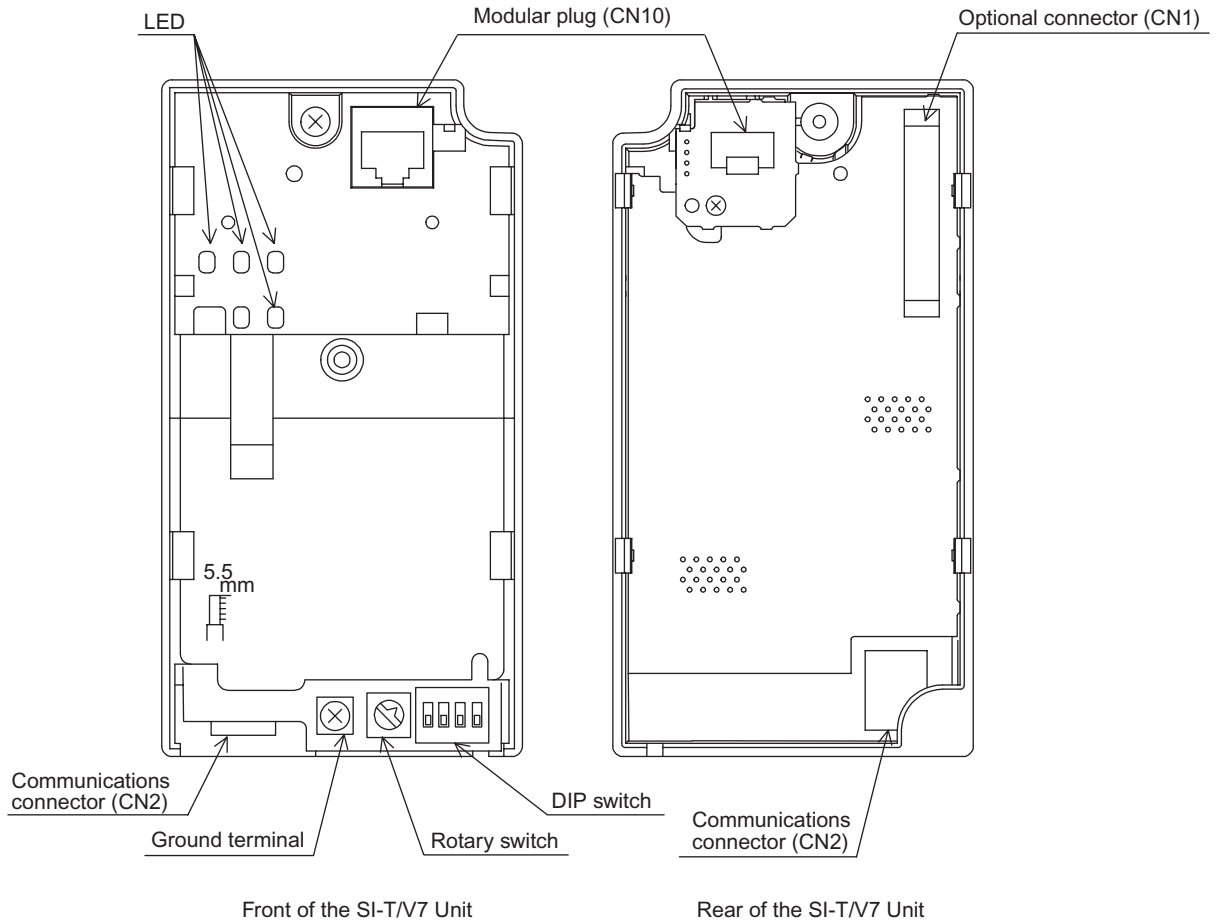 LED
Modular plug (CN10)
Optional connector (CN1)
5.5
mm
Communications
connector (CN2)
Ground terminal
Rotary switch
DIP switch
Communications
connector (CN2)
Front of the SI-T/V7 Unit
Rear of the SI-T/V7 Unit